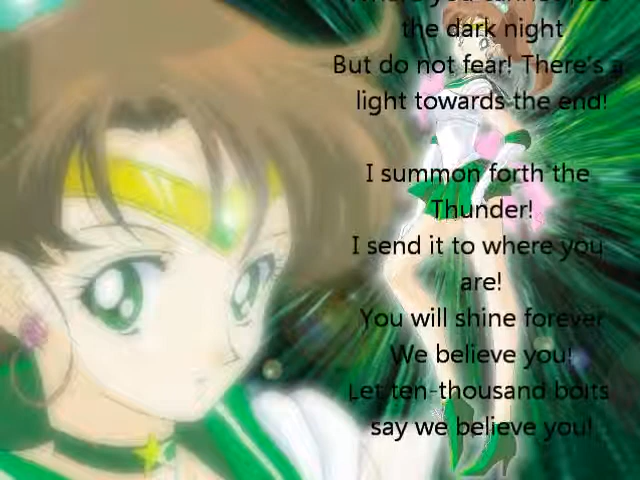 the dark night
But do not fear! There's a
light towards the end!
I summon forth the
Thunder!
I send it to where you
are!
You will shine forever
We believe you!
Let ten-thousand bolts
say we believe you!